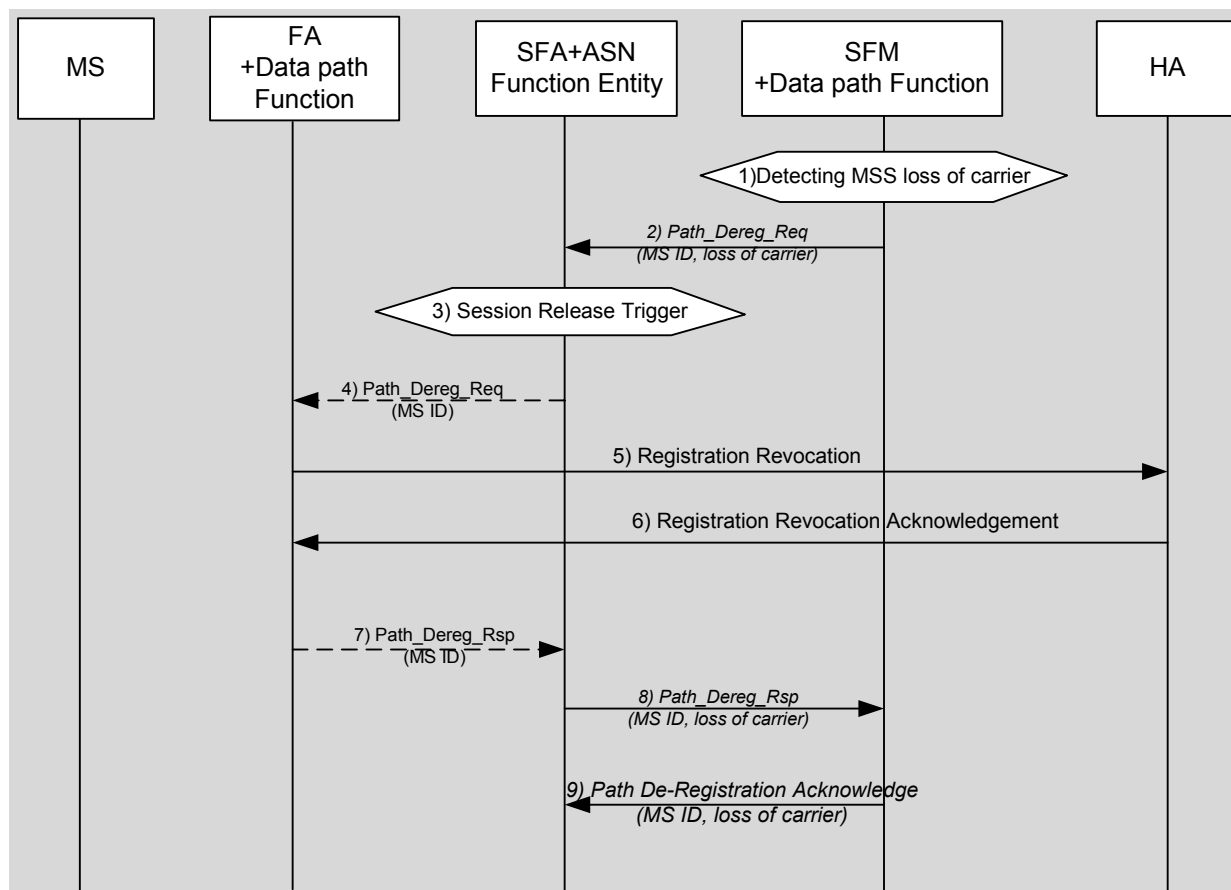 MS
FA
+Data path
Function
SFA+ASN
Function Entity
SFM
+Data path Function
HA
1)Detecting MSS loss of carrier
2) Path_Dereg_Req
(MS ID, loss of carrier)
3) Session Release Trigger
4) Path_Dereg_Req
(MS ID)
5) Registration Revocation
6) Registration Revocation Acknowledgement
7) Path_Dereg_Rsp
(MS ID)
8) Path_Dereg_Rsp
(MS ID, loss of carrier)
9) Path De-Registration Acknowledge
(MS ID, loss of carrier)